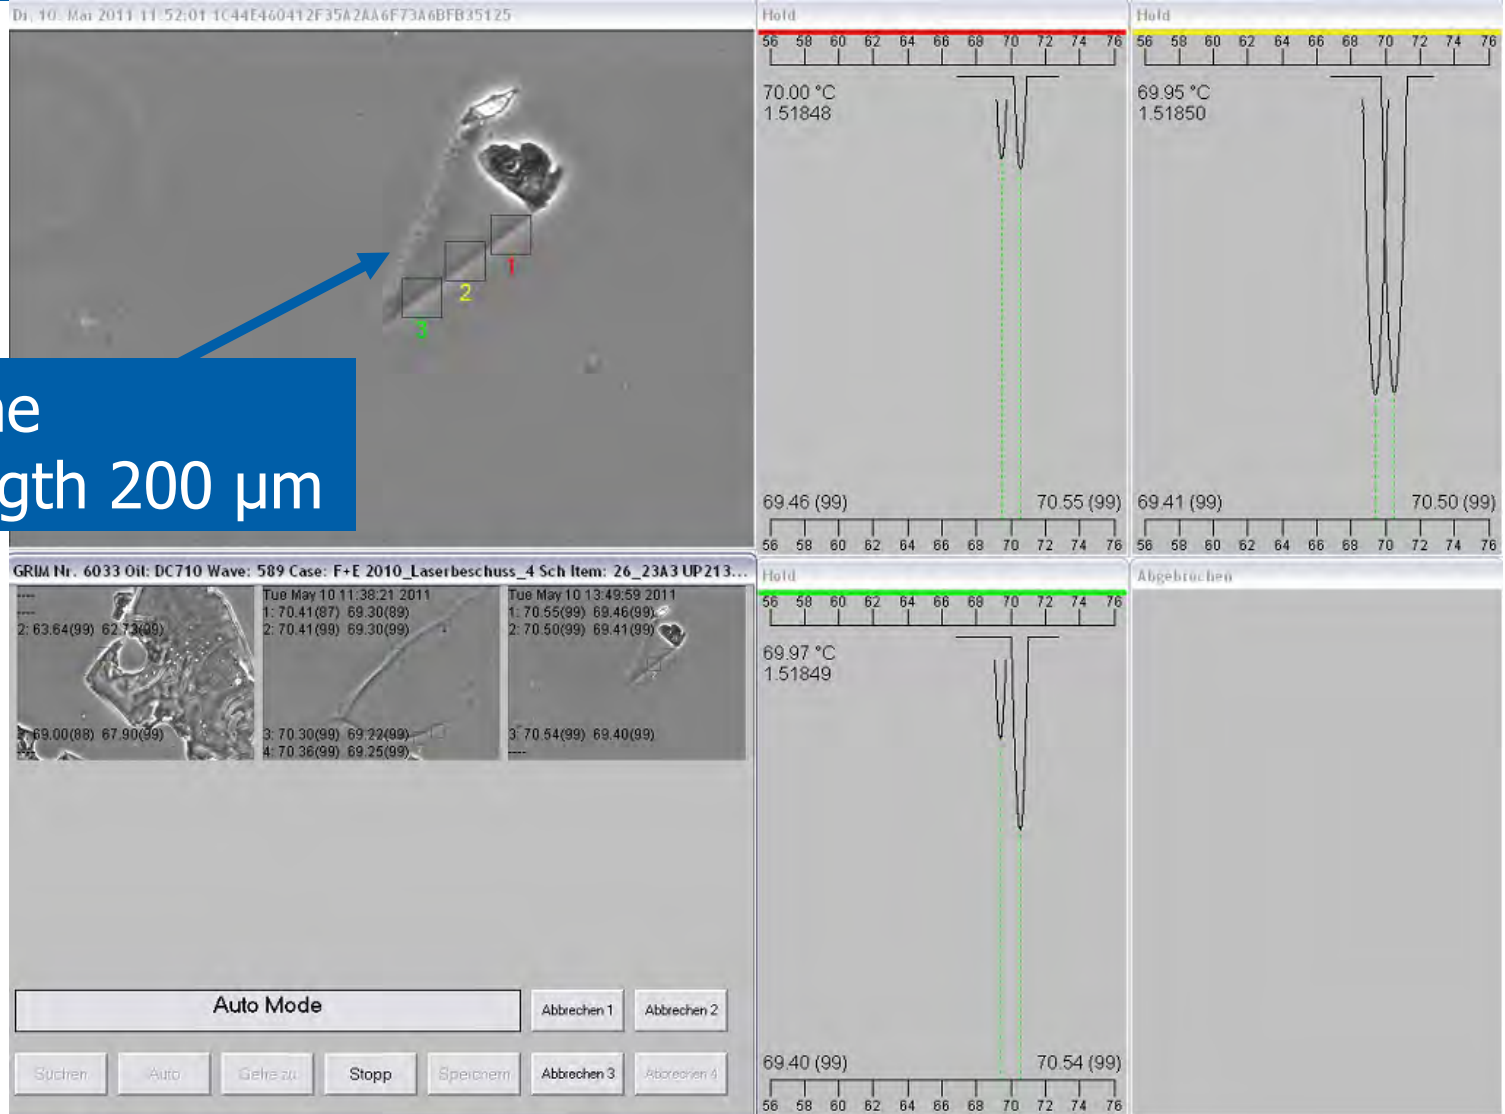 Di, 10. Mai 2011 11:52:01 1C44E460412F35A2AA6F73A6BFB35125
1
2
3
ne
gth 200 µm
Hold
56 58 60 62 64 66 68 70 72 74 76
70.00 °C
1.51848
69.46 (99) 70.55 (99)
56 58 60 62 64 66 68 70 72 74 76
Hold
56 58 60 62 64 66 68 70 72 74 76
69.95 °C
1.51850
69.41 (99) 70.50 (99)
56 58 60 62 64 66 68 70 72 74 76
GRIM Nr. 6033 Oil: DC710 Wave: 589 Case: F+E 2010_Laserbeschuss_4 Sch Item: 26_23A3 UP213...
----
----
2: 63.64(99) 62.73(99)
69.00(88) 67.90(99)
----
Tue May 10 11:38:21 2011
1: 70.41(87) 69.30(89)
2: 70.41(99) 69.30(99)
3: 70.30(99) 69.22(99)
4: 70.36(99) 69.25(99)
Tue May 10 13:49:59 2011
1: 70.55(99) 69.46(99)
2: 70.50(99) 69.41(99)
2
3: 70.54(99) 69.40(99)
----
Auto Mode
Abbrechen 1
Abbrechen 2
Suchen
Auto
Gehe zu
Stopp
Speichern
Abbrechen 3
Abbrechen 4
Hold
56 58 60 62 64 66 68 70 72 74 76
69.97 °C
1.51849
69.40 (99) 70.54 (99)
56 58 60 62 64 66 68 70 72 74 76
Abgebrochen